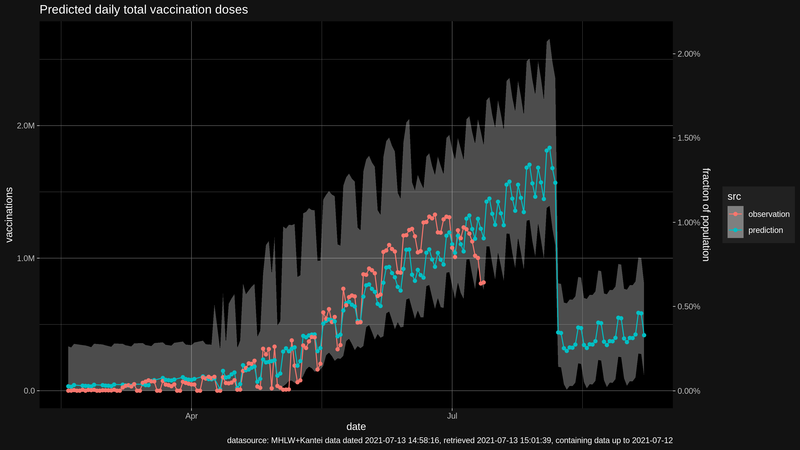 Predicted daily total vaccination doses
2.0M
1.0M
0.0
vaccinations
2.00%
1.50%
1.00%
0.50%
0.00%
fraction of population
src
observation
prediction
Apr
Jul
date
datasource: MHLW+Kantei data dated 2021-07-13 14:58:16, retrieved 2021-07-13 15:01:39, containing data up to 2021-07-12